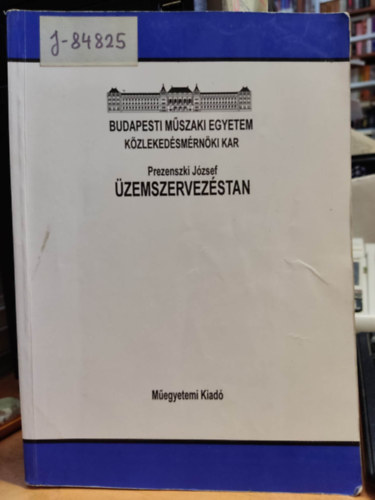 J-84825
BUDAPESTI MŰSZAKI EGYETEM
KÖZLEKEDÉSMÉRNÖKI KAR
Prezenszki József
ÜZEMSZERVEZÉSTAN
Műegyetemi Kiadó